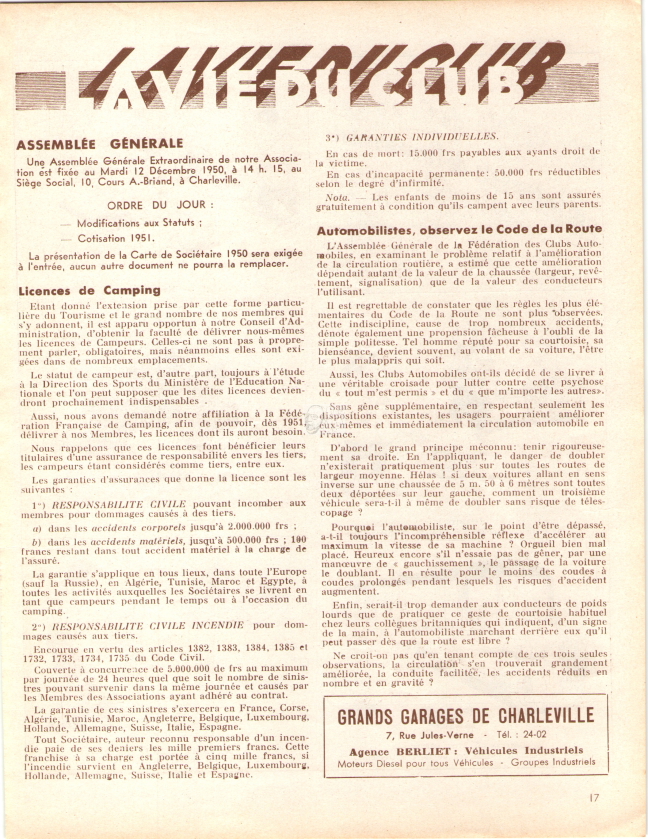 LA VIE DU CLUB
ASSEMBLÉE GÉNÉRALE
Une Assemblée Générale Extraordinaire de notre Associa-
tion est fixée au Mardi 12 Décembre 1950, à 14 h. 15, au
Siège Social, 10, Cours A.-Briand, à Charleville.
ORDRE DU JOUR :
— Modifications aux Statuts ;
— Cotisation 1951.
La présentation de la Carte de Sociétaire 1950 sera exigée
à l'entrée, aucun autre document ne pourra la remplacer.
Licences de Camping
Etant donné l'extension prise par cette forme particu-
lière du Tourisme et le grand nombre de nos membres qui
s'y adonnent, il est apparu opportun à notre Conseil d'Ad-
ministration, d'obtenir la faculté de délivrer nous-mêmes
les licences de Campeurs. Celles-ci ne sont pas à propre-
ment parler, obligatoires, mais néanmoins elles sont exi-
gées dans de nombreux emplacements.
Le statut de campeur est, d'autre part, toujours à l'étude
à la Direction des Sports du Ministère de l'Education Na-
tionale et l'on peut supposer que les dites licences devien-
dront prochainement indispensables .
Aussi, nous avons demandé notre affiliation à la Fédé-
ration Française de Camping, afin de pouvoir, dès 1951,
délivrer à nos Membres, les licences dont ils auront besoin.
Nous rappelons que ces licences font bénéficier leurs
titulaires d'une assurance responsabilité envers les tiers,
les campeurs étant considérés comme tiers, entre eux.
Les garanties d'assurances que donne la licence sont les
suivantes :
1°) RESPONSABILITE CIVILE pouvant incomber aux
membres pour dommages causés à des tiers.
a) dans les accidents corporels jusqu'à 2.000.000 frs ;
b) dans les accidents matériels, jusqu'à 500.000 frs ; 100
francs restant dans tout accident matériel à la charge de
l'assuré.
La garantie s'applique en tous lieux, dans toute l'Europe
(sauf la Russie), en Algérie, Tunisie, Maroc et Egypte, à
toutes les activités auxquelles les Sociétaires se livrent en
tant que campeurs pendant le temps ou à l'occasion du
camping.
2°) RESPONSABILITE CIVILE INCENDIE pour dom-
mages causés aux tiers.
Encourue en vertu des articles 1382, 1383, 1384, 1385 et
1732, 1733, 1734, 1735 du Code Civil.
Couverte à concurrence de 5.000.000 de frs au maximum
par journée de 24 heures quel que soit le nombre de sinis-
tres pouvant survenir dans la même journée et causés par
les Membres des Associations ayant adhéré au contrat.
La garantie de ces sinistres s'exercera en France, Corse,
Algérie, Tunisie, Maroc, Angleterre, Belgique, Luxembourg,
Hollande, Allemagne, Suisse, Italie, Espagne.
Tout Sociétaire, auteur reconnu responsable d'un incen-
die paie de ses deniers les mille premiers francs. Cette
franchise à sa charge est portée à cinq mille francs, si
l'incendie survient en Angleterre, Belgique, Luxembourg,
Hollande, Allemagne, Suisse, Italie et Espagne.
3°) GARANTIES INDIVIDUELLES.
En cas de mort: 15.000 frs payables aux ayants droit de
la victime.
En cas d'incapacité permanente: 50.000 frs réductibles
selon le degré d'infirmité.
Nota. — Les enfants de moins de 15 ans sont assurés
gratuitement à condition qu'ils campent avec leurs parents.
Automobilistes, observez le Code de la Route
L'Assemblée Générale de la Fédération des Clubs Auto-
mobiles, en examinant le problème relatif à l'amélioration
de la circulation routière, a estimé que cette amélioration
dépendait autant de la valeur de la chaussée (largeur, revê-
tement, signalisation) que de la valeur des conducteurs
l'utilisant.
Il est regrettable de constater que les règles les plus élé-
mentaires du Code de la Route ne sont plus observées.
Cette indiscipline, cause de trop nombreux accidents,
dénote également une propension fâcheuse à l'oubli de la
simple politesse. Tel homme réputé pour sa courtoisie, sa
bienséance, devient souvent, au volant de sa voiture, l'être
le plus malappris qui soit.
Aussi, les Clubs Automobiles ont-ils décidé de se livrer à
une véritable croisade pour lutter contre cette psychose
du « tout m'est permis » et du « que m'importe les autres».
Sans gêne supplémentaire, en respectant seulement les
dispositions existantes, les usagers pourraient améliorer
eux-mêmes et immédiatement la circulation automobile en
France.
D'abord le grand principe méconnu: tenir rigoureuse-
ment sa droite. En l'appliquant, le danger de doubler
n'existerait pratiquement plus sur toutes les routes de
largeur moyenne. Hélas ! si deux voitures allant en sens
inverse sur une chaussée de 5 m. 50 à 6 mètres sont toutes
deux déportées sur leur gauche, comment un troisième
véhicule sera-t-il à même de doubler sans risque de téles-
copage ?
Pourquoi l'automobiliste, sur le point d'être dépassé,
a-t-il toujours l'incompréhensible réflexe d'accélérer au
maximum la vitesse de sa machine ? Orgueil bien mal
placé. Heureux encore s'il n'essaie pas de gêner, par une
manœuvre de « gauchissement », le passage de la voiture
le doublant. Il en résulte pour le moins des coudes à
coudes prolongés pendant lesquels les risques d'accident
augmentent.
Enfin, serait-il trop demander aux conducteurs de poids
lourds que de pratiquer ce geste de courtoisie habituel
chez leurs collègues britanniques qui indiquent, d'un signe
de la main, à l'automobiliste marchant derrière eux qu'il
peut passer dès que la route est libre ?
Ne croit-on pas qu'en tenant compte de ces trois seules
observations, la circulation s'en trouverait grandement
améliorée, la conduite facilitée, les accidents réduits en
nombre et en gravité ?
GRANDS GARAGES DE CHARLEVILLE
7, Rue Jules-Verne - Tél. : 24-02
Agence BERLIET : Véhicules Industriels
Moteurs Diesel pour tous Véhicules - Groupes Industriels
17